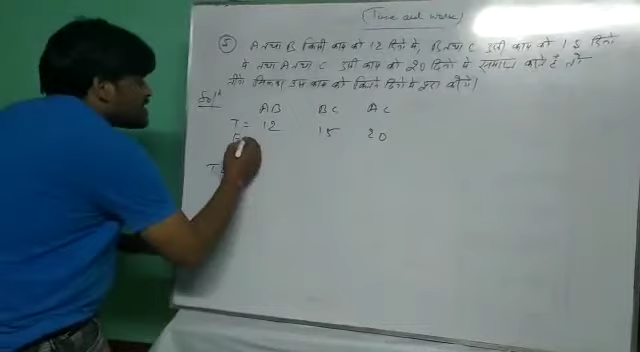 (Time and work)
(5) A तथा B किसी काम को 12 दिनों में, B तथा C उसी काम को 15 दिनों
में तथा A तथा C उसी काम को 20 दिनों में समाप्त करते हैं तो
तीनों मिलकर उस काम को कितने दिनों में पूरा करेंगे।
Sol^n AB BC AC
T = 12 15 20